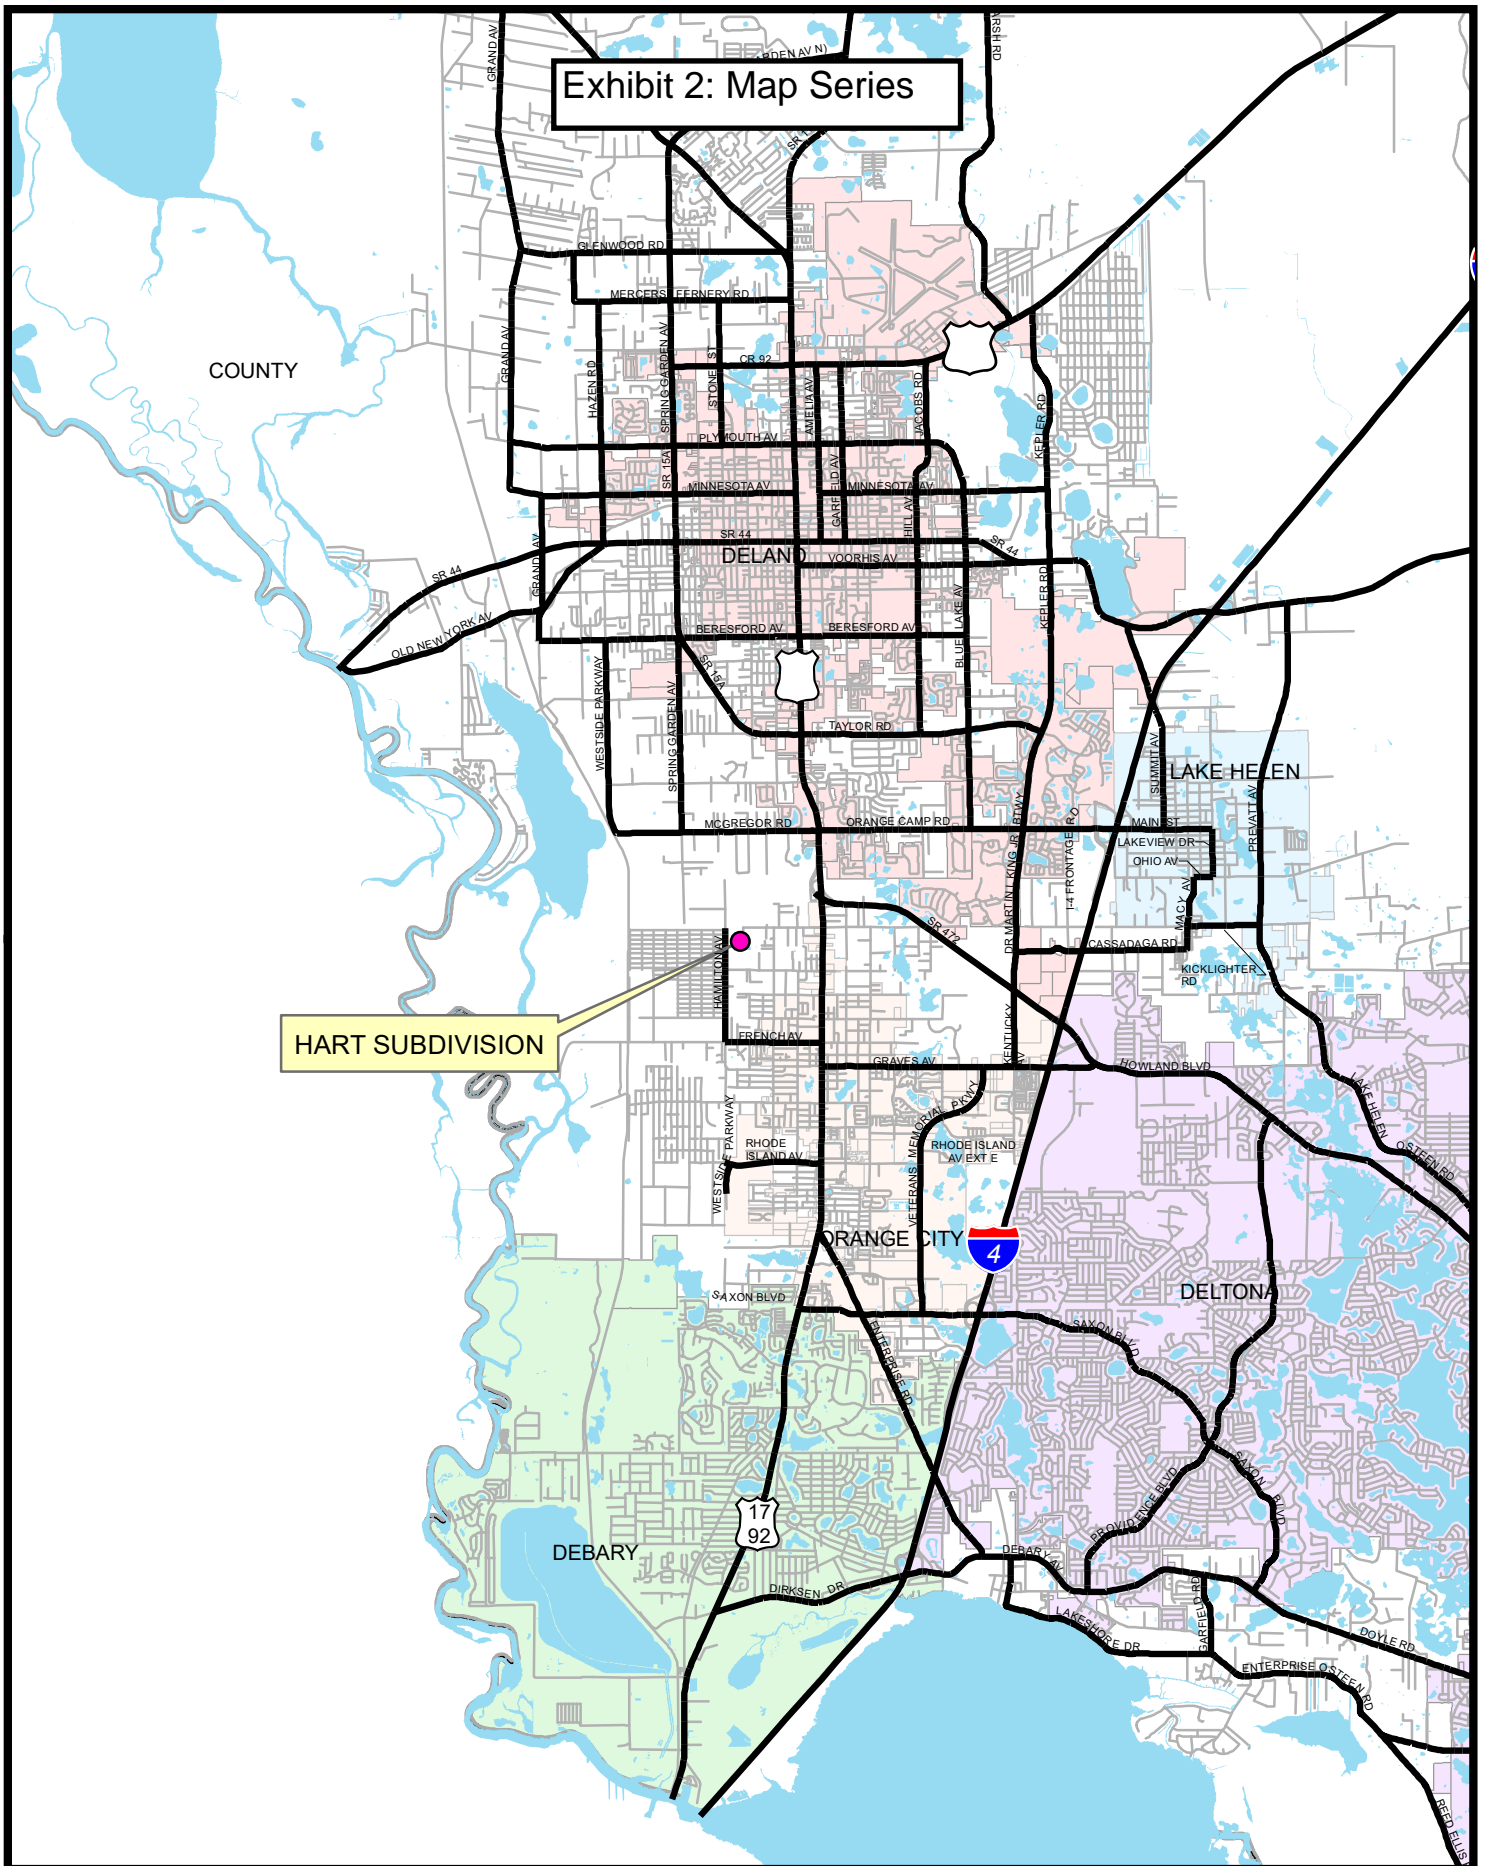 GRAND AV
ARDEN AV N)
ARSH RD
Exhibit 2: Map Series
SR 1
GLENWOOD RD
MERCERS FERNERY RD
COUNTY
GRAND AV
HAZEN RD
SPRING GARDEN AV
STONE ST
CR 92
AMELIA AV
JACOBS RD
KEPLER RD
PLYMOUTH AV
SR 15A
MINNESOTA AV
GARFIELD AV
MINNESOTA AV
HILL AV
SR 44
DELAND
VOORHIS AV
SR 44
SR 44
GRAND AV
OLD NEW YORK AV
BERESFORD AV
BERESFORD AV
BLUE LAKE AV
KEPLER RD
SR 15A
WESTSIDE PARKWAY
SPRING GARDEN AV
TAYLOR RD
SUMMIT AV
LAKE HELEN
PREVATT AV
MCGREGOR RD
ORANGE CAMP RD
DR MARTIN L KING JR BTWY
I-4 FRONTAGE RD
MAIN ST
LAKEVIEW DR
OHIO AV
MACY AV
SR 472
CASSADAGA RD
KICKLIGHTER
RD
HAMILTON AV
HART SUBDIVISION
FRENCH AV
GRAVES AV
KENTUCKY
AV
HOWLAND BLVD
LAKE HELEN
OSTEEN RD
WESTSIDE PARKWAY
RHODE
ISLAND AV
VETERANS MEMORIAL PKWY
RHODE ISLAND
AV EXT E
ORANGE CITY
4
DELTONA
SAXON BLVD
ENTERPRISE RD
SAXON BLVD
SAXON BLVD
PROVIDENCE BLVD
17
92
DEBARY
DEBARY AV
DIRKSEN DR
LAKESHORE DR
GARFIELD RD
DOYLE RD
ENTERPRISE OSTEEN RD
REED ELLIS